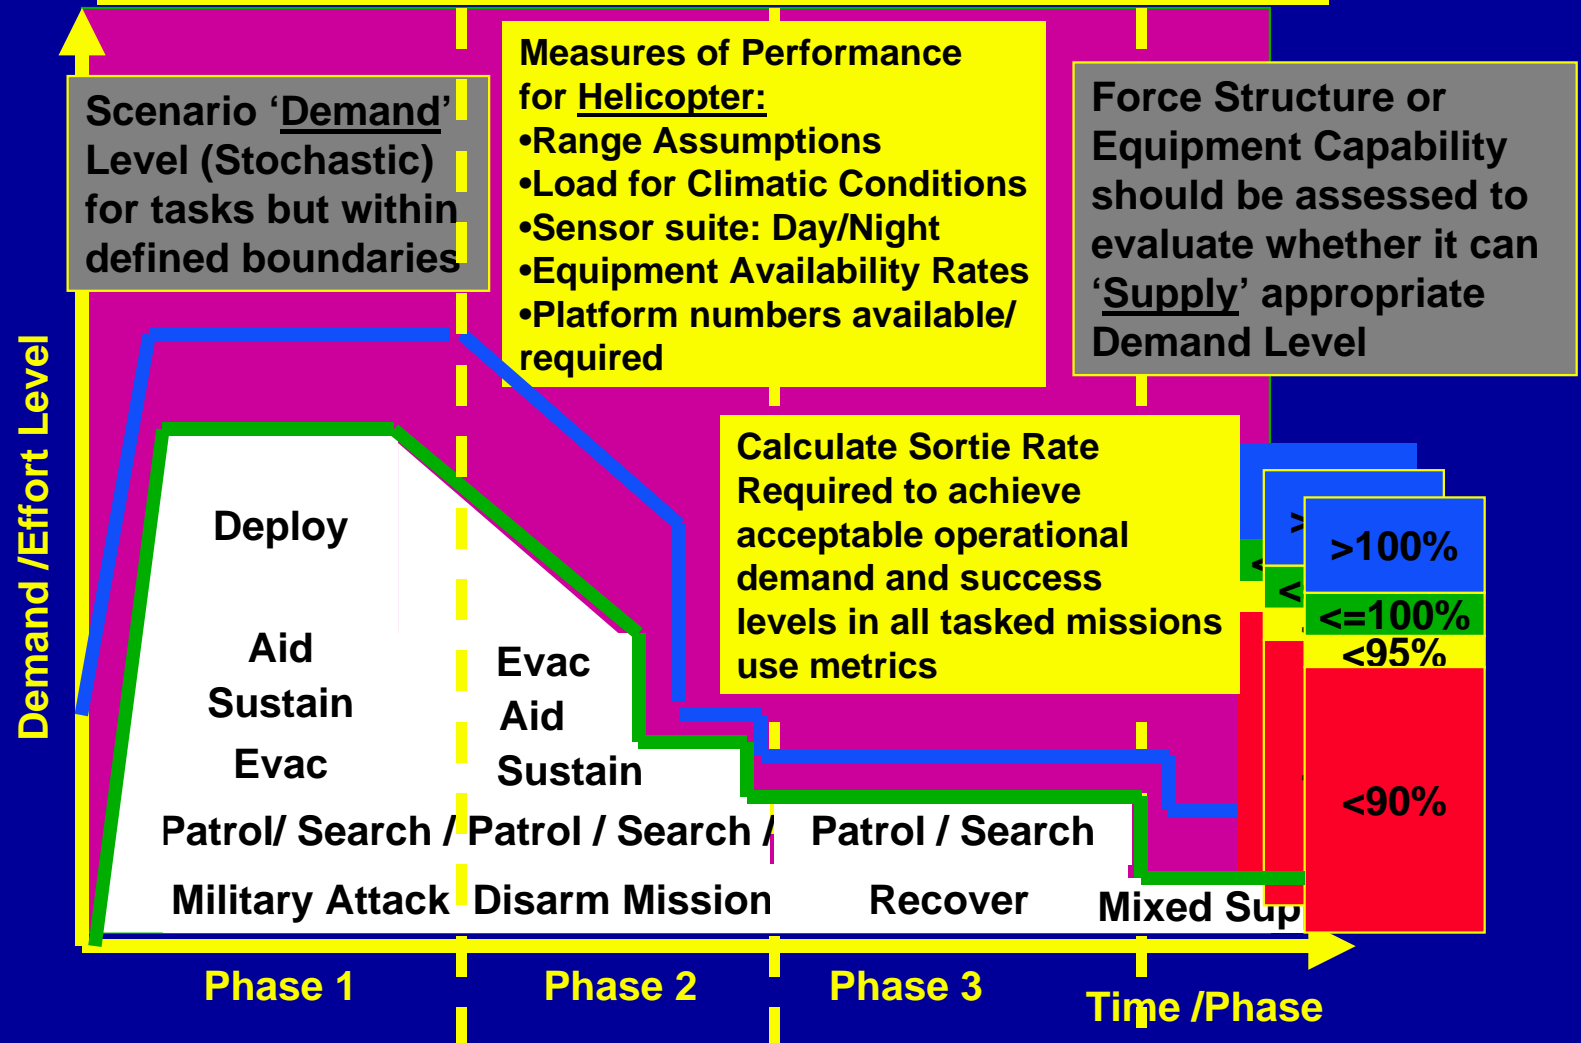 Scenario ‘Demand’
Level (Stochastic)
for tasks but within
defined boundaries
Measures of Performance
for Helicopter:
•Range Assumptions
•Load for Climatic Conditions
•Sensor suite: Day/Night
•Equipment Availability Rates
•Platform numbers available/
required
Force Structure or
Equipment Capability
should be assessed to
evaluate whether it can
‘Supply’ appropriate
Demand Level
Calculate Sortie Rate
Required to achieve
acceptable operational
demand and success
levels in all tasked missions
use metrics
Demand /Effort Level
Deploy
Aid
Sustain
Evac
Patrol/ Search /
Military Attack
Evac
Aid
Sustain
Patrol / Search /
Disarm Mission
Patrol / Search
Recover
Mixed Sup
<
>
<
>100%
<=100%
<95%
<90%
Phase 1
Phase 2
Phase 3
Time /Phase